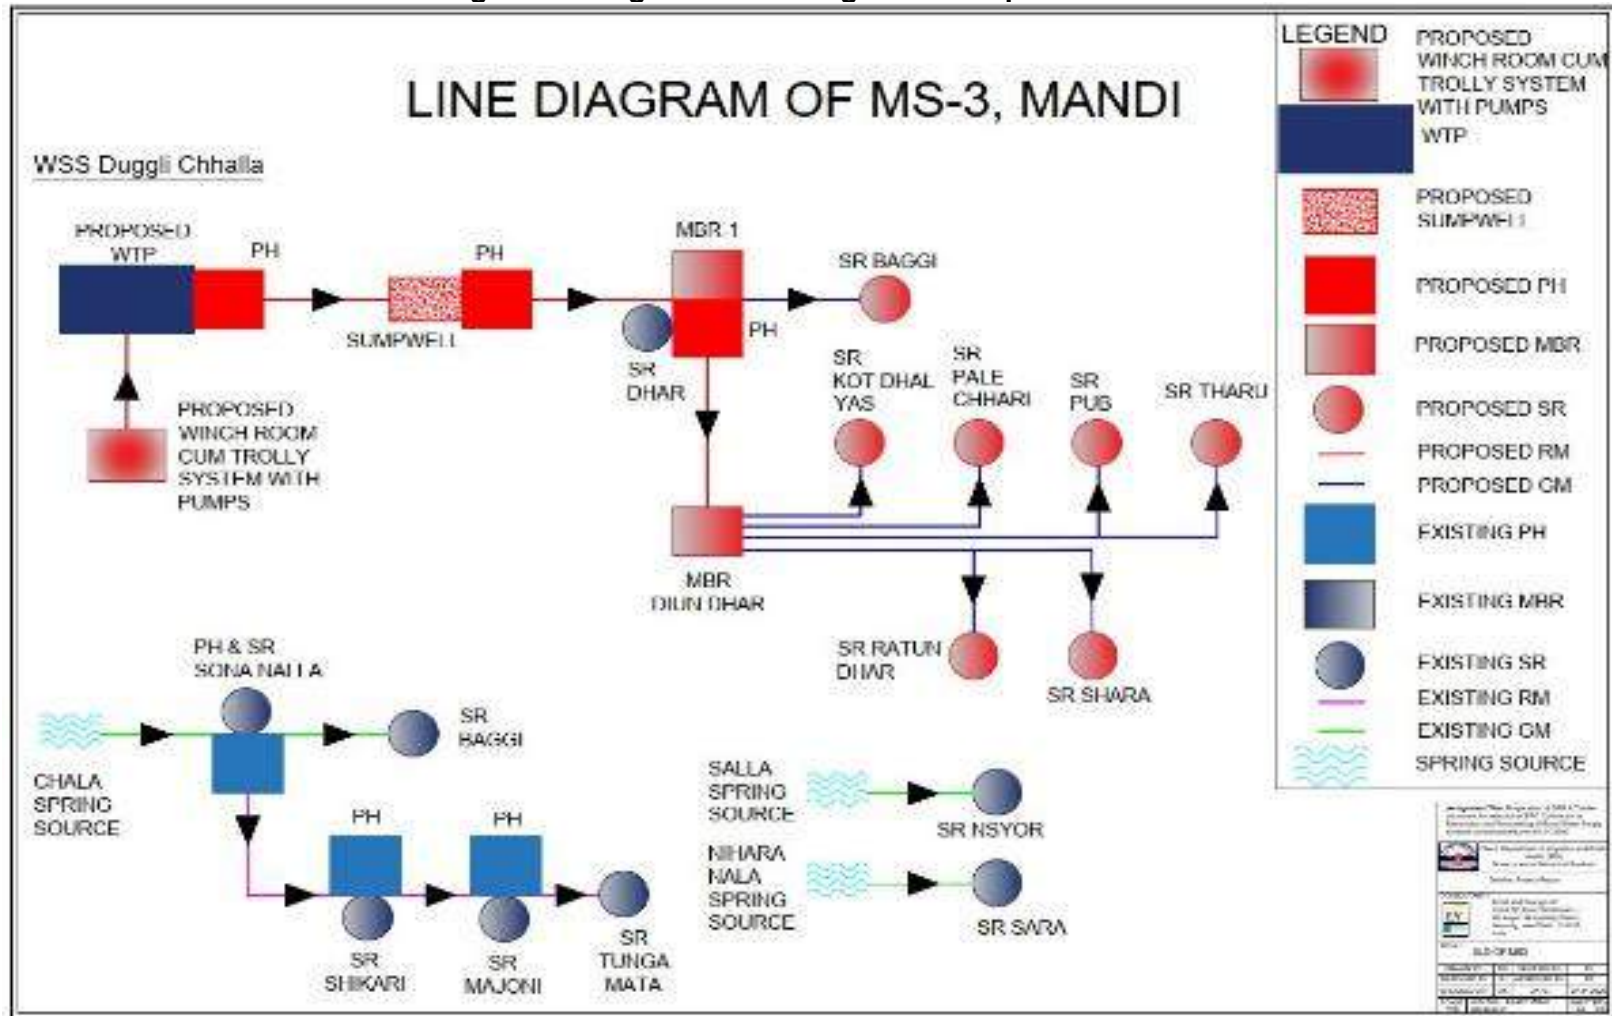 LINE DIAGRAM OF MS-3, MANDI
WSS Duggli Chhalla
PROPOSED
WTP
PH
PH
SUMPWELL
MBR 1
PH
SR
DHAR
SR BAGGI
PROPOSED
WINCH ROOM
CUM TROLLY
SYSTEM WITH
PUMPS
SR
KOT DHAL
YAS
SR
PALE
CHHARI
SR
PUB
SR THARU
MBR
DIUN DHAR
SR RATUN
DHAR
SR SHARA
PH & SR
SONA NALLA
SR
BAGGI
CHALA
SPRING
SOURCE
PH
PH
SR
SHIKARI
SR
MAJONI
SR
TUNGA
MATA
SALLA
SPRING
SOURCE
SR NSYOR
NIHARA
NALA
SPRING
SOURCE
SR SARA
LEGEND
PROPOSED
WINCH ROOM CUM
TROLLY SYSTEM
WITH PUMPS
WTP
PROPOSED
SUMPWELL
PROPOSED PH
PROPOSED MBR
PROPOSED SR
PROPOSED RM
PROPOSED GM
EXISTING PH
EXISTING MBR
EXISTING SR
EXISTING RM
EXISTING GM
SPRING SOURCE